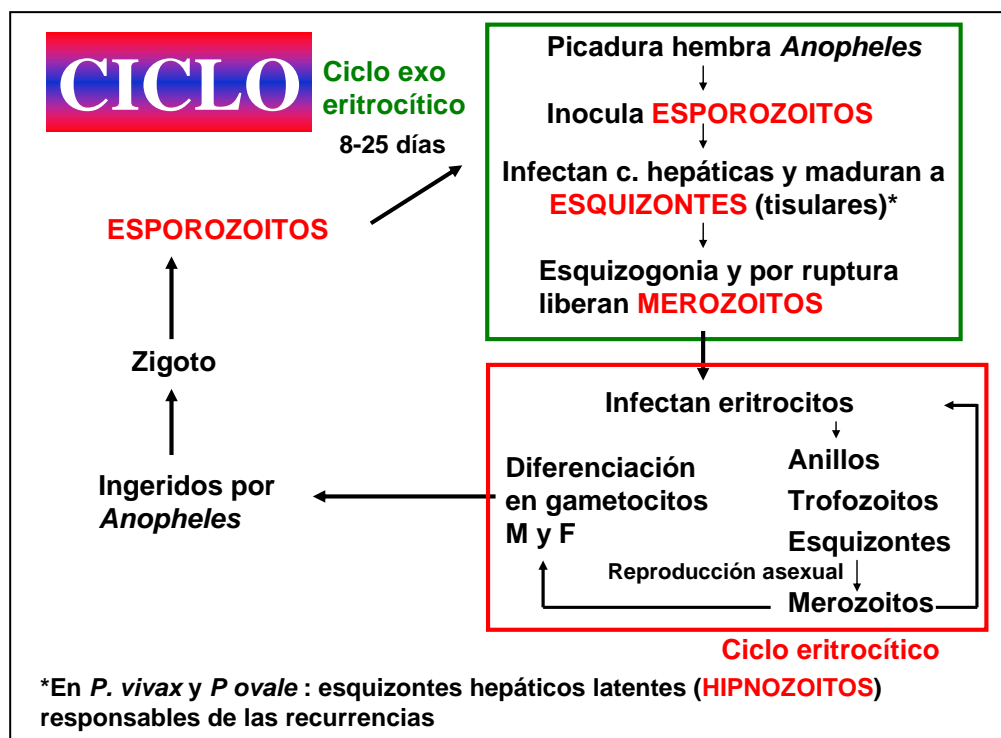 CICLO
Ciclo exo
eritrocítico
8-25 días
Picadura hembra Anopheles
Inocula ESPOROZOITOS
Infectan c. hepáticas y maduran a
ESQUIZONTES (tisulares)*
Esquizogonia y por ruptura
liberan MEROZOITOS
Infectan eritrocitos
Anillos
Trofozoitos
Esquizontes
Reproducción asexual
Merozoitos
Diferenciación
en gametocitos
M y F
Ciclo eritrocítico
Ingeridos por
Anopheles
Zigoto
ESPOROZOITOS
*En P. vivax y P ovale : esquizontes hepáticos latentes (HIPNOZOITOS)
responsables de las recurrencias